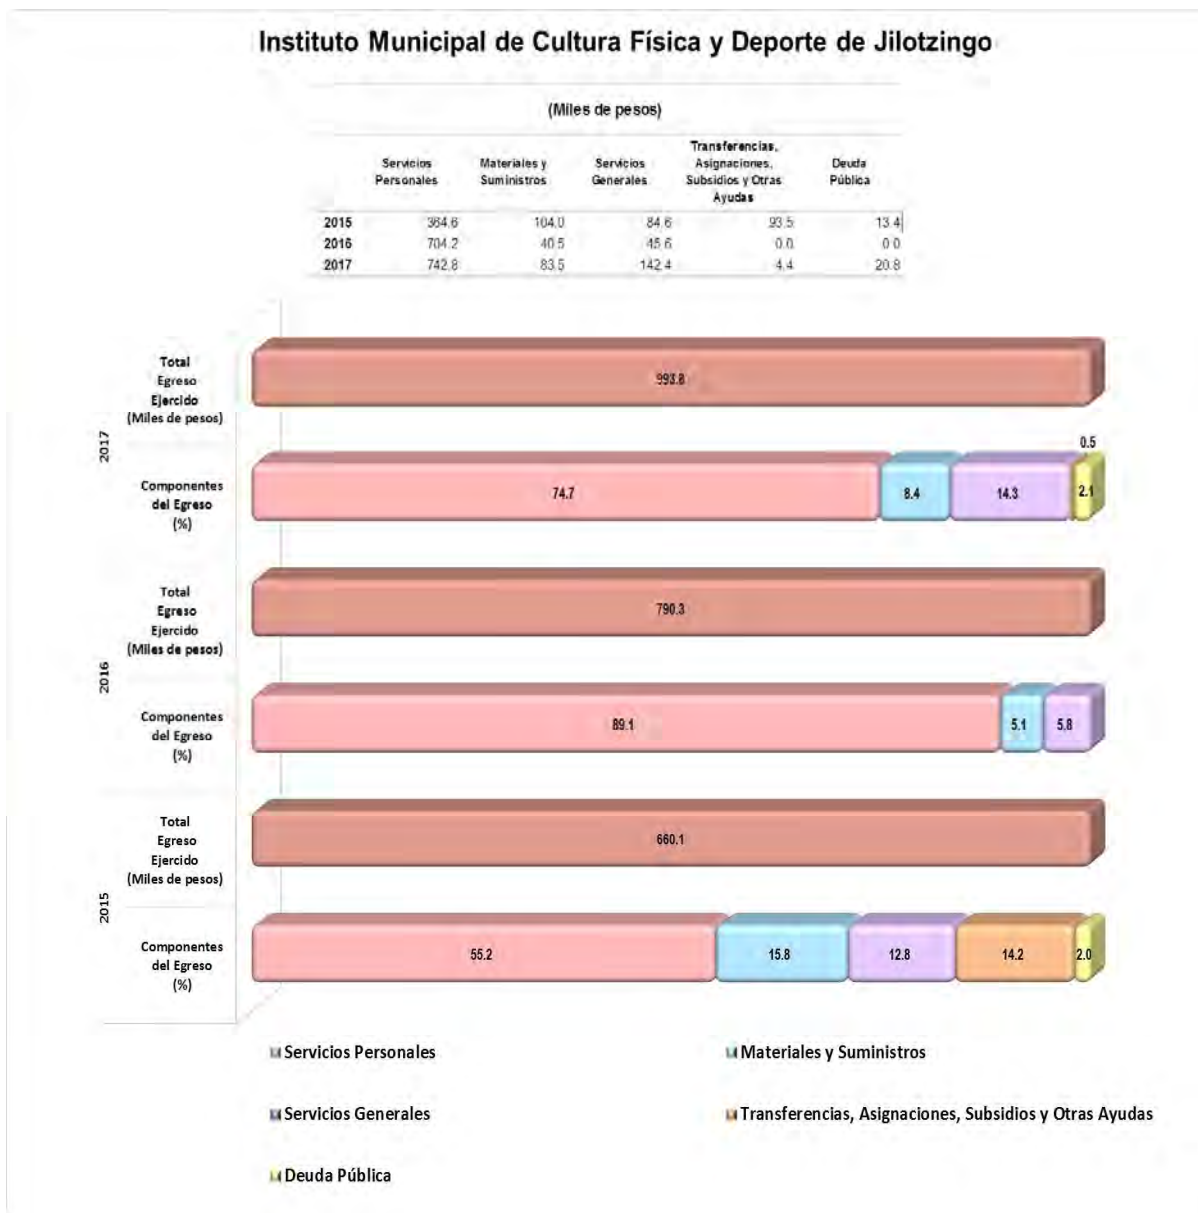 Instituto Municipal de Cultura Física y Deporte de Jilotzingo
(Miles de pesos)
Servicios Personales
Materiales y Suministros
Servicios Generales
Transferencias, Asignaciones, Subsidios y Otras Ayudas
Deuda Pública
2015 364.6 104.0 84.6 93.5 13.4
2016 704.2 40.5 45.6 0.0 0.0
2017 742.8 83.5 142.4 4.4 20.8
2017
Total
Egreso
Ejercido
(Miles de pesos)
993.8
0.5
Componentes
del Egreso
(%)
74.7 8.4 14.3 2.1
2016
Total
Egreso
Ejercido
(Miles de pesos)
790.3
Componentes
del Egreso
(%)
89.1 5.1 5.8
2015
Total
Egreso
Ejercido
(Miles de pesos)
660.1
Componentes
del Egreso
(%)
55.2 15.8 12.8 14.2 2.0
Servicios Personales
Materiales y Suministros
Servicios Generales
Transferencias, Asignaciones, Subsidios y Otras Ayudas
Deuda Pública